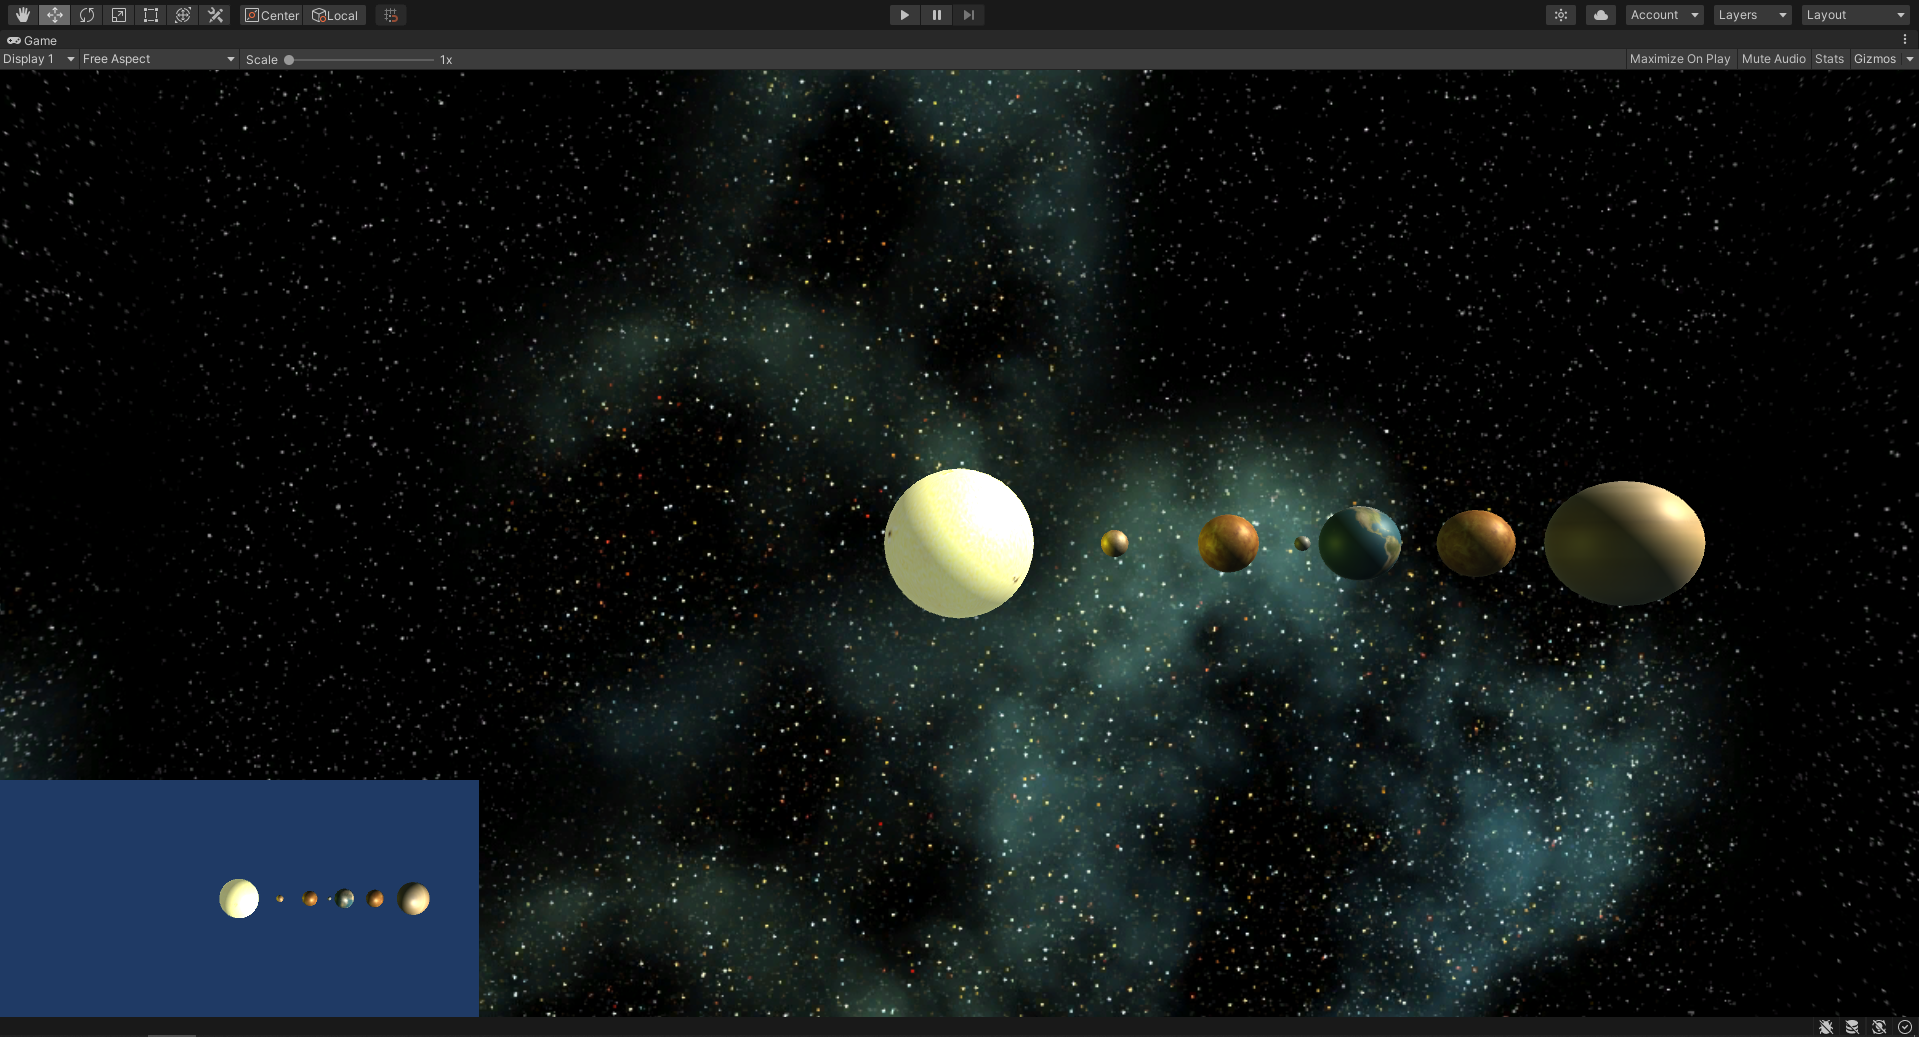 Center Local Account Layers Layout
Game
Display 1 Free Aspect Scale 1x Maximize On Play Mute Audio Stats Gizmos